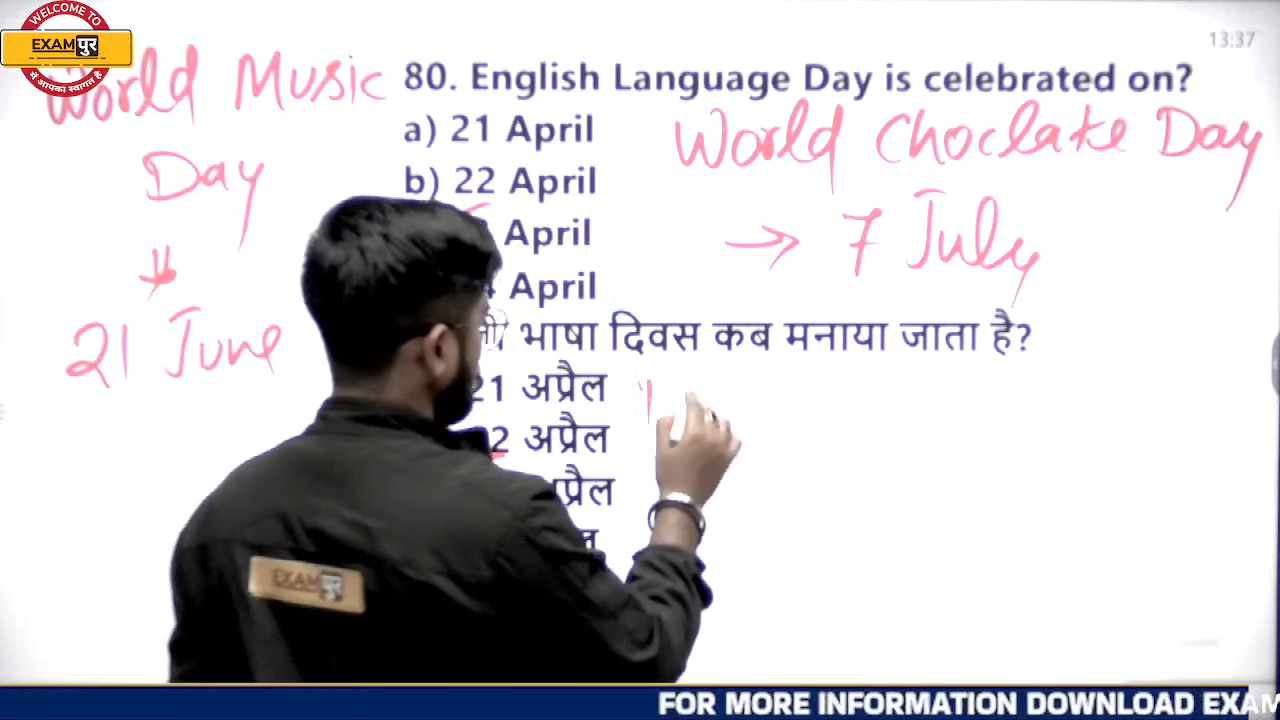 WELCOME TO
EXAMपुर
में आपका स्वागत है
13:37
World Music
Day
21 June
80. English Language Day is celebrated on?
a) 21 April
b) 22 April
April
4 April
World Choclate Day
→ 7 July
भाषा दिवस कब मनाया जाता है?
21 अप्रैल
2 अप्रैल
अप्रैल
EXAMपुर
FOR MORE INFORMATION DOWNLOAD EXAM